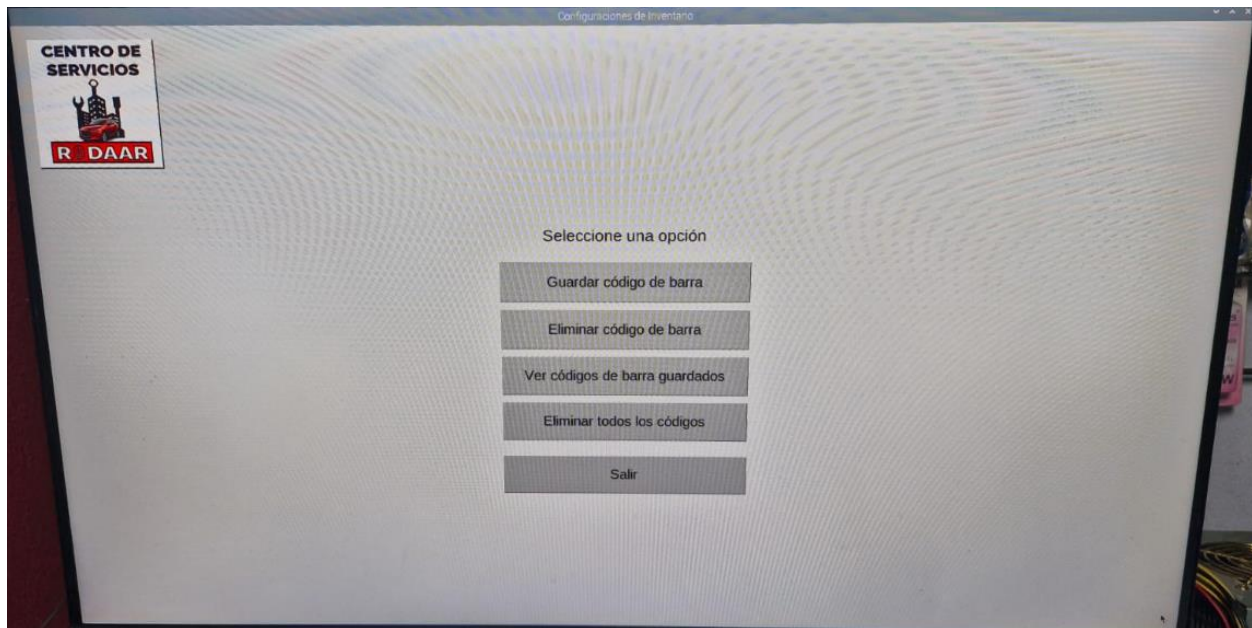 Configuraciones de Inventario
CENTRO DE
SERVICIOS
Seleccione una opción
Guardar código de barra
Eliminar código de barra
Ver códigos de barra guardados
Eliminar todos los códigos
Salir